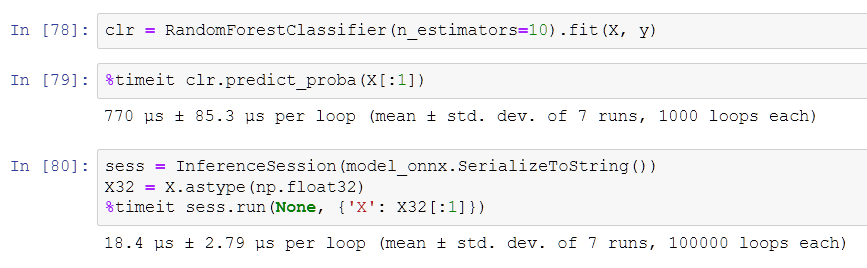 In [78]: clr = RandomForestClassifier(n_estimators=10).fit(X, y)
In [79]: %timeit clr.predict_proba(X[:1])
770 µs ± 85.3 µs per loop (mean ± std. dev. of 7 runs, 1000 loops each)
In [80]: sess = InferenceSession(model_onnx.SerializeToString())
X32 = X.astype(np.float32)
%timeit sess.run(None, {'X': X32[:1]})
18.4 µs ± 2.79 µs per loop (mean ± std. dev. of 7 runs, 100000 loops each)